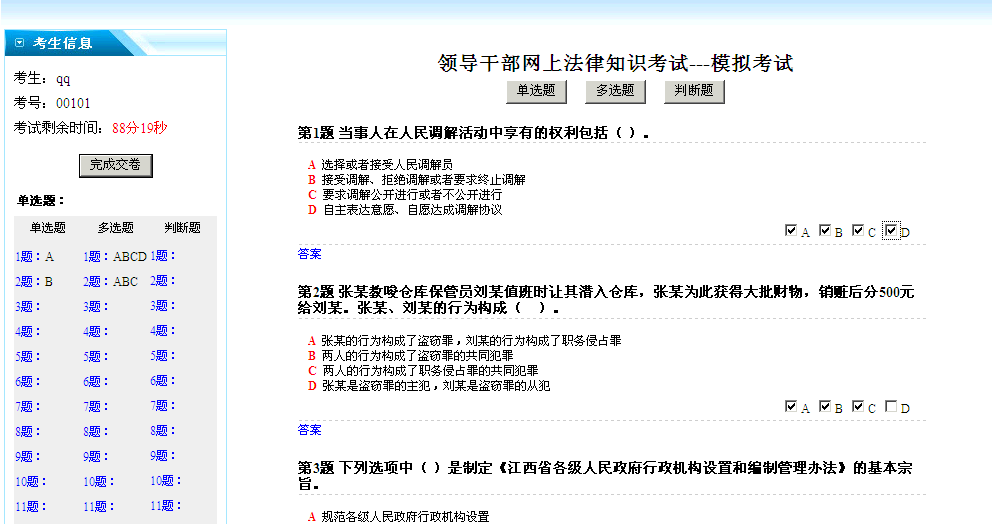 考生信息
考生：qq
考号：00101
考试剩余时间：88分19秒
完成交卷
单选题：
单选题 多选题 判断题
1题：A 1题：ABCD 1题：
2题：B 2题：ABC 2题：
3题： 3题： 3题：
4题： 4题： 4题：
5题： 5题： 5题：
6题： 6题： 6题：
7题： 7题： 7题：
8题： 8题： 8题：
9题： 9题： 9题：
10题： 10题： 10题：
11题： 11题： 11题：
领导干部网上法律知识考试---模拟考试
单选题 多选题 判断题
第1题 当事人在人民调解活动中享有的权利包括（ ）。
A 选择或者接受人民调解员
B 接受调解、拒绝调解或者要求终止调解
C 要求调解公开进行或者不公开进行
D 自主表达意愿、自愿达成调解协议
A B C D
答案
第2题 张某教唆仓库保管员刘某值班时让其潜入仓库，张某为此获得大批财物，销赃后分500元
给刘某。张某、刘某的行为构成（ ）。
A 张某的行为构成了盗窃罪，刘某的行为构成了职务侵占罪
B 两人的行为构成了盗窃罪的共同犯罪
C 两人的行为构成了职务侵占罪的共同犯罪
D 张某是盗窃罪的主犯，刘某是盗窃罪的从犯
A B C D
答案
第3题 下列选项中（ ）是制定《江西省各级人民政府行政机构设置和编制管理办法》的基本宗
旨。
A 规范各级人民政府行政机构设置